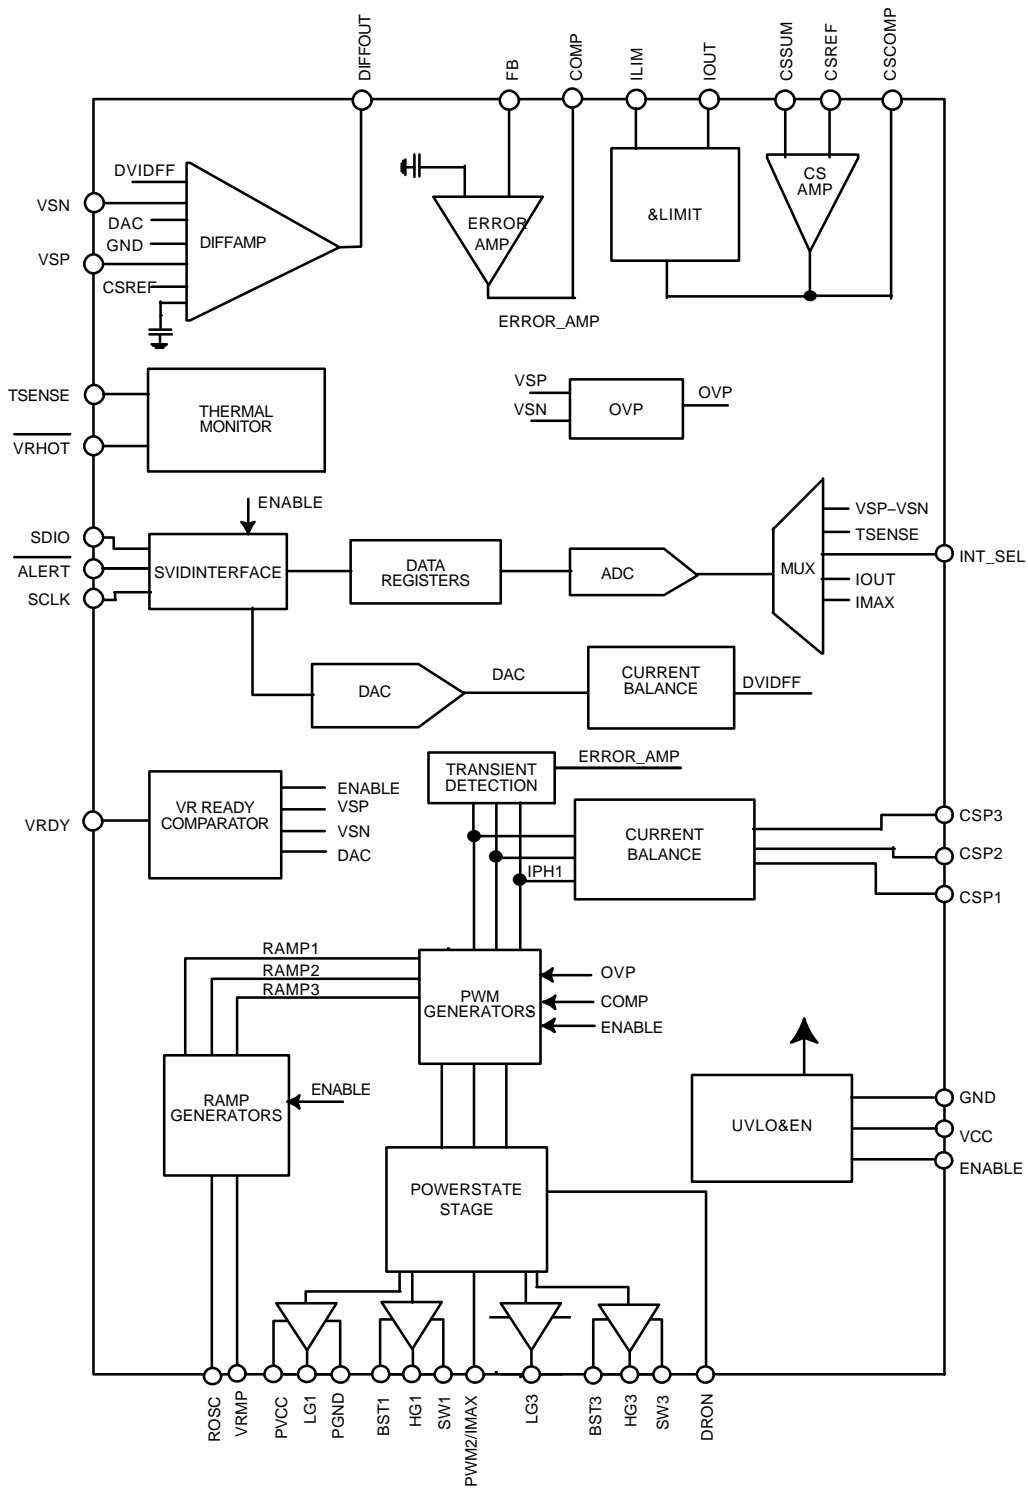 DIFFOUT
FB
COMP
ILIM
IOUT
CSSUM
CSREF
CSCOMP
DVIDFF
VSN
DAC
GND
VSP
CSREF
DIFFAMP
ERROR
AMP
ERROR_AMP
&LIMIT
CS
AMP
TSENSE
VRHOT
THERMAL
MONITOR
VSP
VSN
OVP
OVP
ENABLE
SDIO
ALERT
SCLK
SVIDINTERFACE
DATA
REGISTERS
ADC
MUX
VSP–VSN
TSENSE
IOUT
IMAX
INT_SEL
DAC
DAC
CURRENT
BALANCE
DVIDFF
TRANSIENT
DETECTION
ERROR_AMP
VRDY
VR READY
COMPARATOR
ENABLE
VSP
VSN
DAC
CURRENT
BALANCE
IPH1
CSP3
CSP2
CSP1
RAMP1
RAMP2
RAMP3
PWM
GENERATORS
OVP
COMP
ENABLE
RAMP
GENERATORS
ENABLE
UVLO&EN
GND
VCC
ENABLE
POWERSTATE
STAGE
ROSC
VRMP
PVCC
LG1
PGND
BST1
HG1
SW1
PWM2/IMAX
LG3
BST3
HG3
SW3
DRON